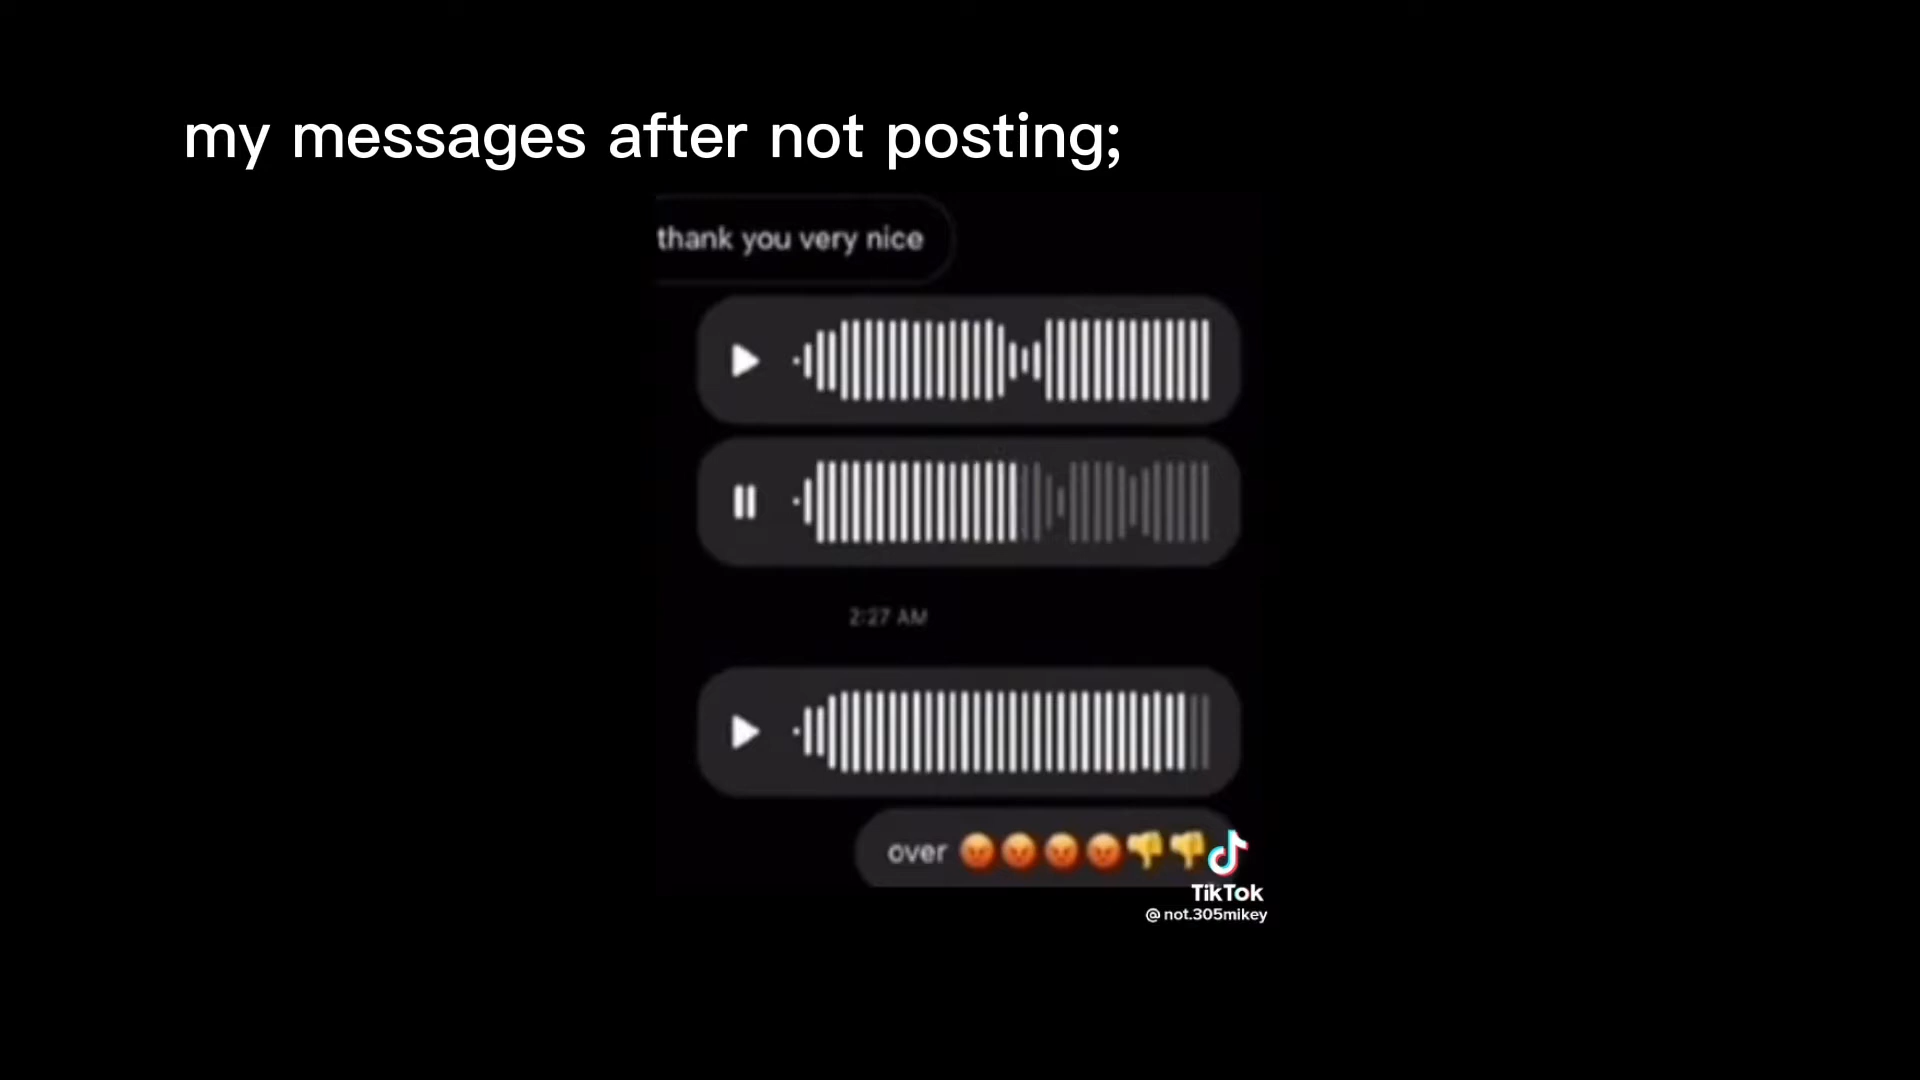 my messages after not posting;
thank you very nice
2:27 AM
over 😡😡😡😡👎👎
TikTok
@not.305mikey